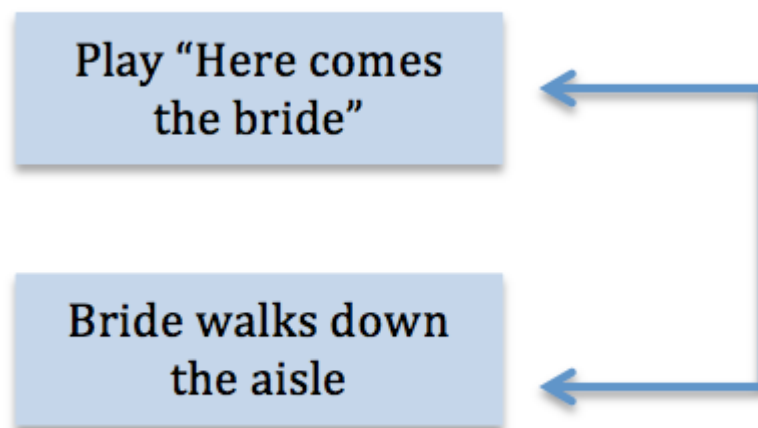 Play “Here comes
the bride”
Bride walks down
the aisle